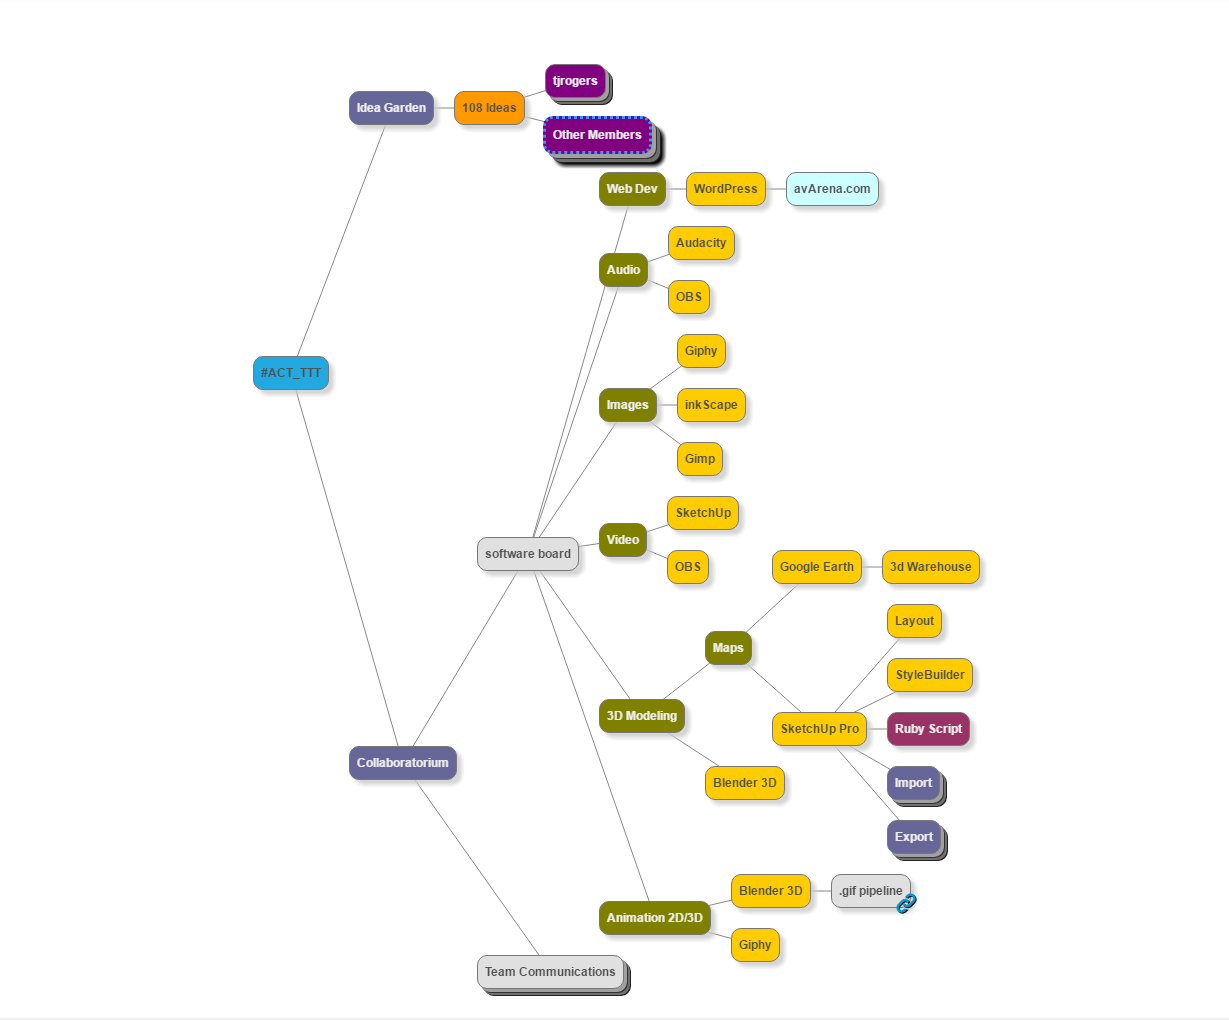 tjrogers
Idea Garden
108 Ideas
Other Members
Web Dev
WordPress
avArena.com
Audacity
Audio
OBS
Giphy
#ACT_TTT
Images
inkScape
Gimp
SketchUp
Video
software board
OBS
Google Earth
3d Warehouse
Layout
Maps
StyleBuilder
3D Modeling
SketchUp Pro
Ruby Script
Collaboratorium
Blender 3D
Import
Export
Blender 3D
.gif pipeline
Animation 2D/3D
Giphy
Team Communications